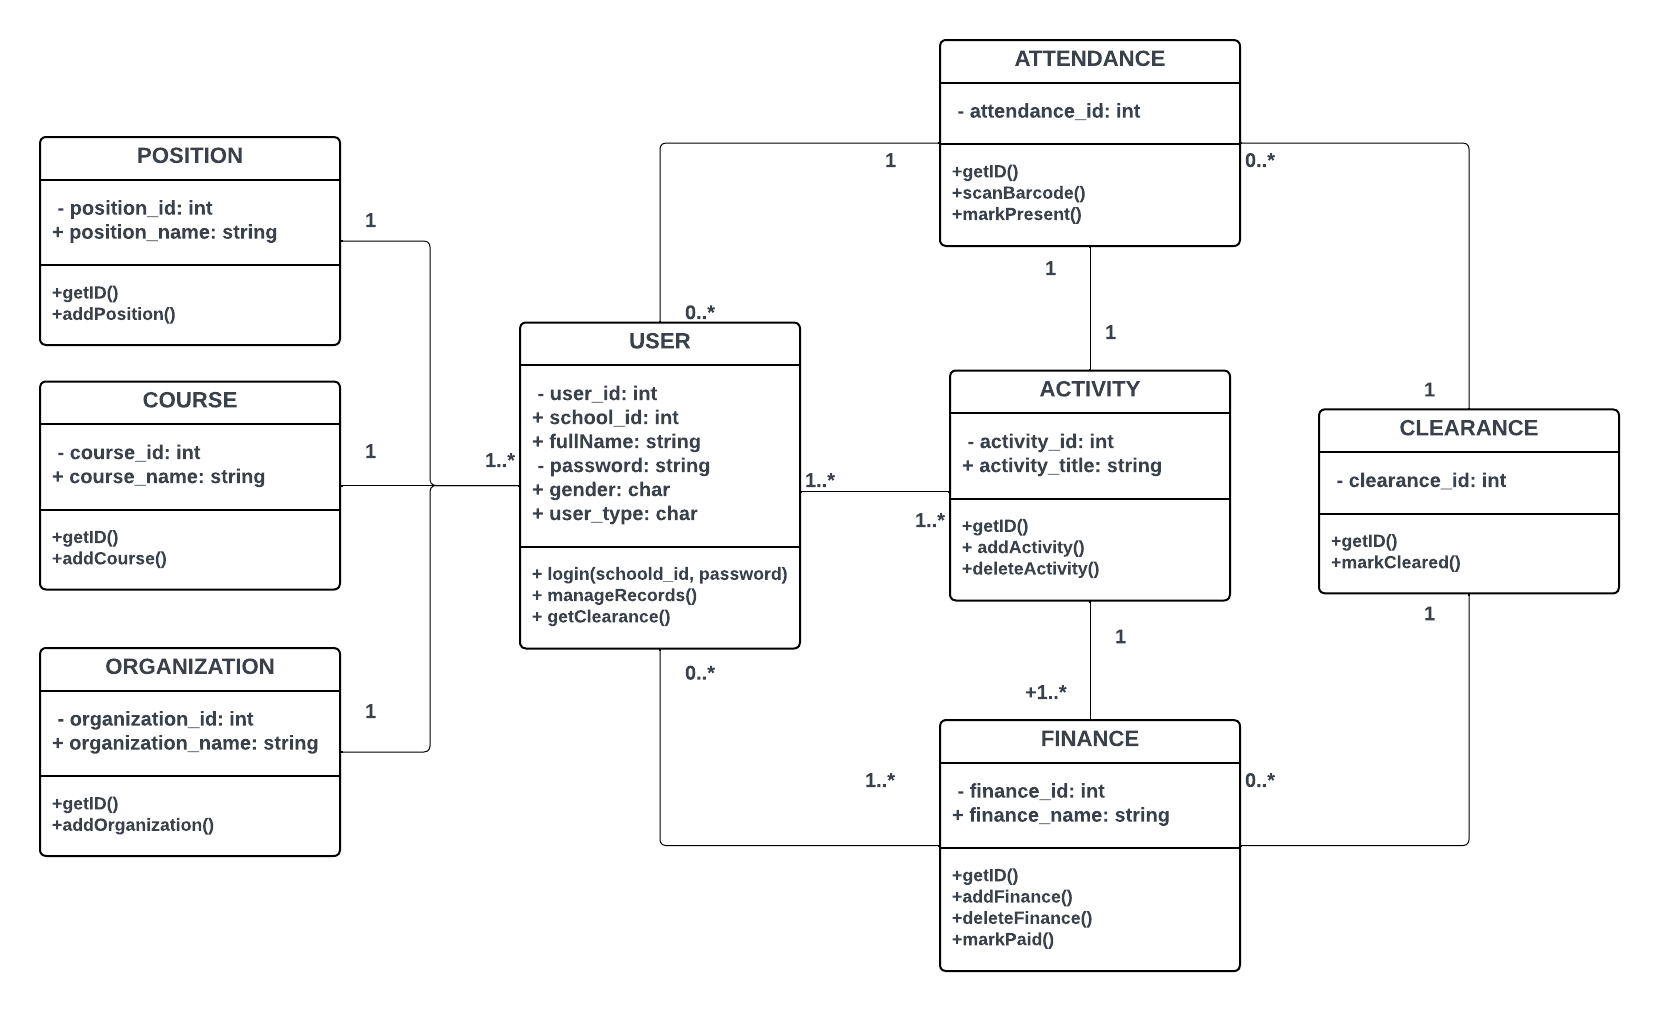 POSITION
- position_id: int
+ position_name: string
+getID()
+addPosition()
1
COURSE
- course_id: int
+ course_name: string
+getID()
+addCourse()
1
ORGANIZATION
- organization_id: int
+ organization_name: string
+getID()
+addOrganization()
1
1..*
0..*
USER
- user_id: int
+ school_id: int
+ fullName: string
- password: string
+ gender: char
+ user_type: char
+ login(schoold_id, password)
+ manageRecords()
+ getClearance()
0..*
1..*
1
ATTENDANCE
- attendance_id: int
+getID()
+scanBarcode()
+markPresent()
0..*
1
1
1..*
ACTIVITY
- activity_id: int
+ activity_title: string
+getID()
+ addActivity()
+deleteActivity()
1
+1..*
1..*
FINANCE
- finance_id: int
+ finance_name: string
+getID()
+addFinance()
+deleteFinance()
+markPaid()
0..*
1
CLEARANCE
- clearance_id: int
+getID()
+markCleared()
1